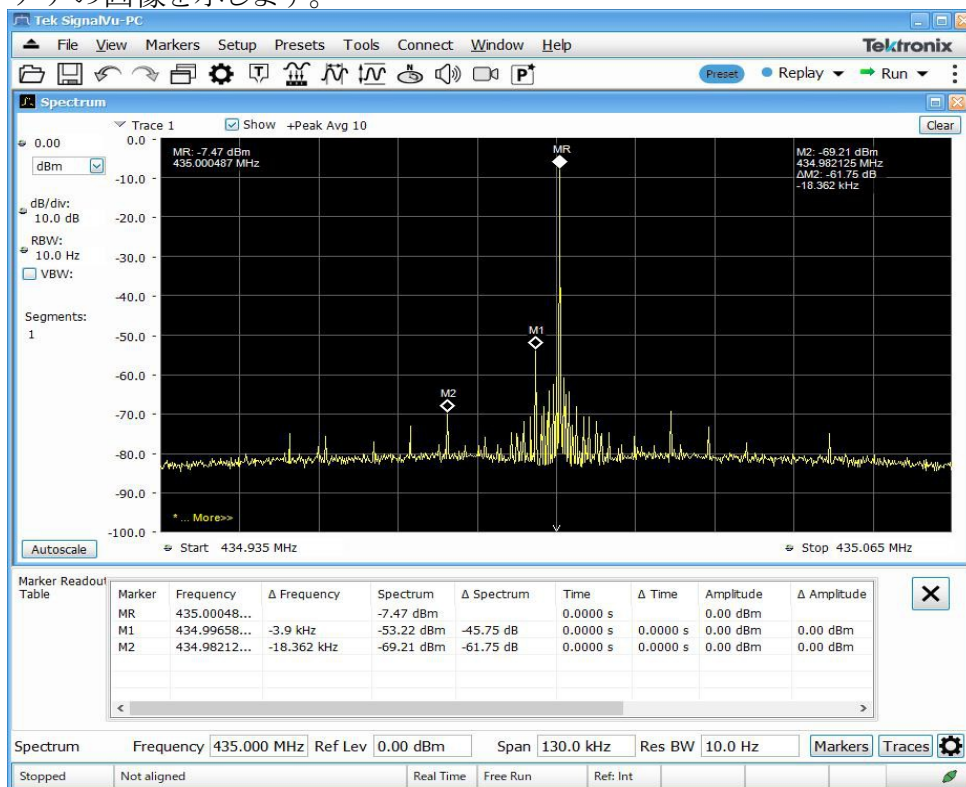 アナの画像を示します。
Tek SignalVu-PC
File View Markers Setup Presets Tools Connect Window Help Tektronix
Preset Replay Run
Spectrum
Trace 1 Show +Peak Avg 10 Clear
0.00
dBm
dB/div:
10.0 dB
RBW:
10.0 Hz
VBW:
Segments:
1
0.0
-10.0
-20.0
-30.0
-40.0
-50.0
-60.0
-70.0
-80.0
-90.0
-100.0
MR: -7.47 dBm
435.000487 MHz
MR
M2: -69.21 dBm
434.982125 MHz
ΔM2: -61.75 dB
-18.362 kHz
M1
M2
* ... More>>
Autoscale
Start 434.935 MHz Stop 435.065 MHz
Marker Readout
Table
Marker Frequency Δ Frequency Spectrum Δ Spectrum Time Δ Time Amplitude Δ Amplitude
MR 435.00048... -7.47 dBm 0.0000 s 0.00 dBm
M1 434.99658... -3.9 kHz -53.22 dBm -45.75 dB 0.0000 s 0.0000 s 0.00 dBm 0.00 dBm
M2 434.98212... -18.362 kHz -69.21 dBm -61.75 dB 0.0000 s 0.0000 s 0.00 dBm 0.00 dBm
Spectrum Frequency 435.000 MHz Ref Lev 0.00 dBm Span 130.0 kHz Res BW 10.0 Hz Markers Traces
Stopped Not aligned Real Time Free Run Ref: Int